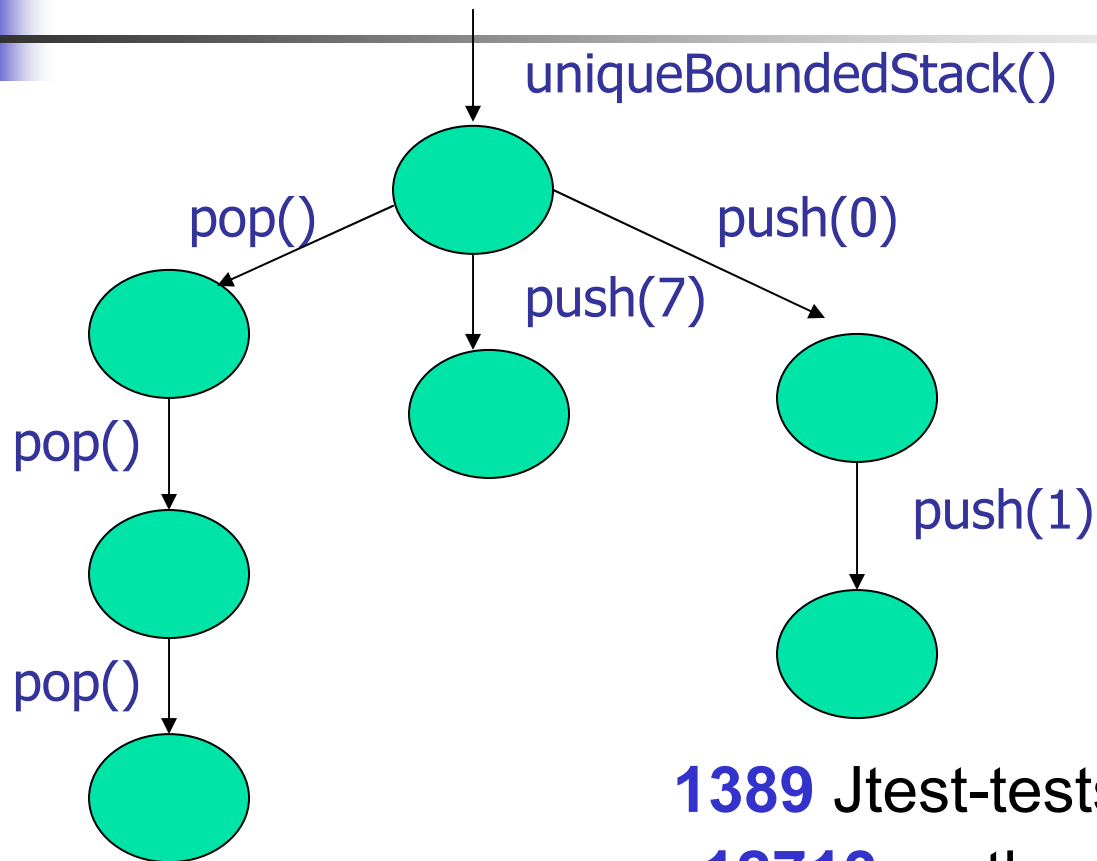 uniqueBoundedStack()
pop()
push(0)
push(7)
pop()
push(1)
pop()
1389 Jtest-tests